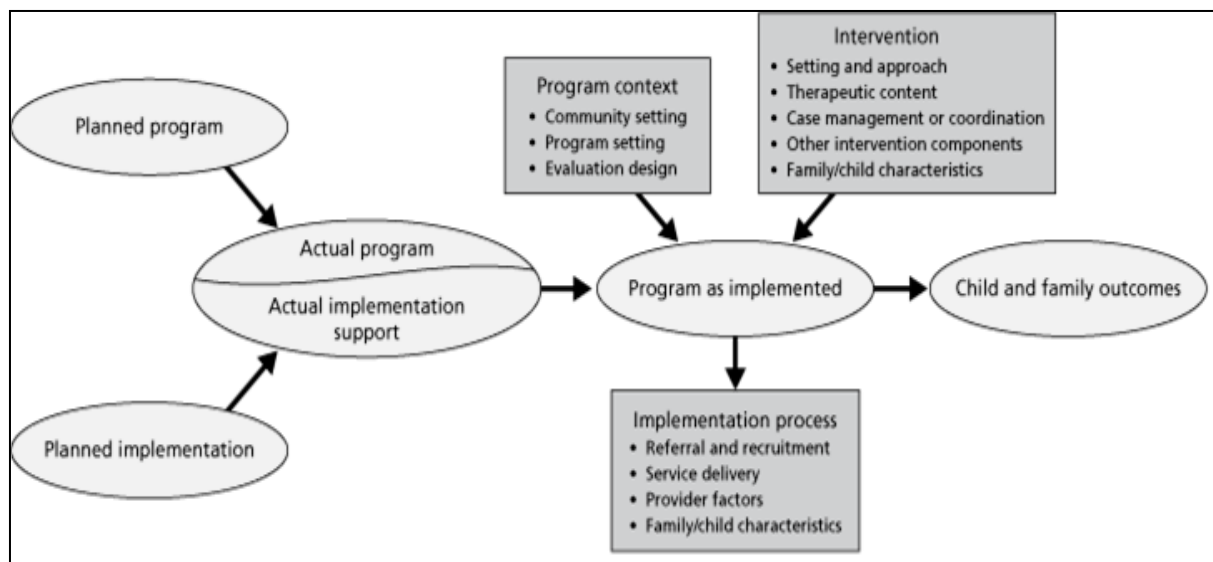 Planned program
Planned implementation
Actual program
Actual implementation
support
Program context
• Community setting
• Program setting
• Evaluation design
Intervention
• Setting and approach
• Therapeutic content
• Case management or coordination
• Other intervention components
• Family/child characteristics
Program as implemented
Child and family outcomes
Implementation process
• Referral and recruitment
• Service delivery
• Provider factors
• Family/child characteristics